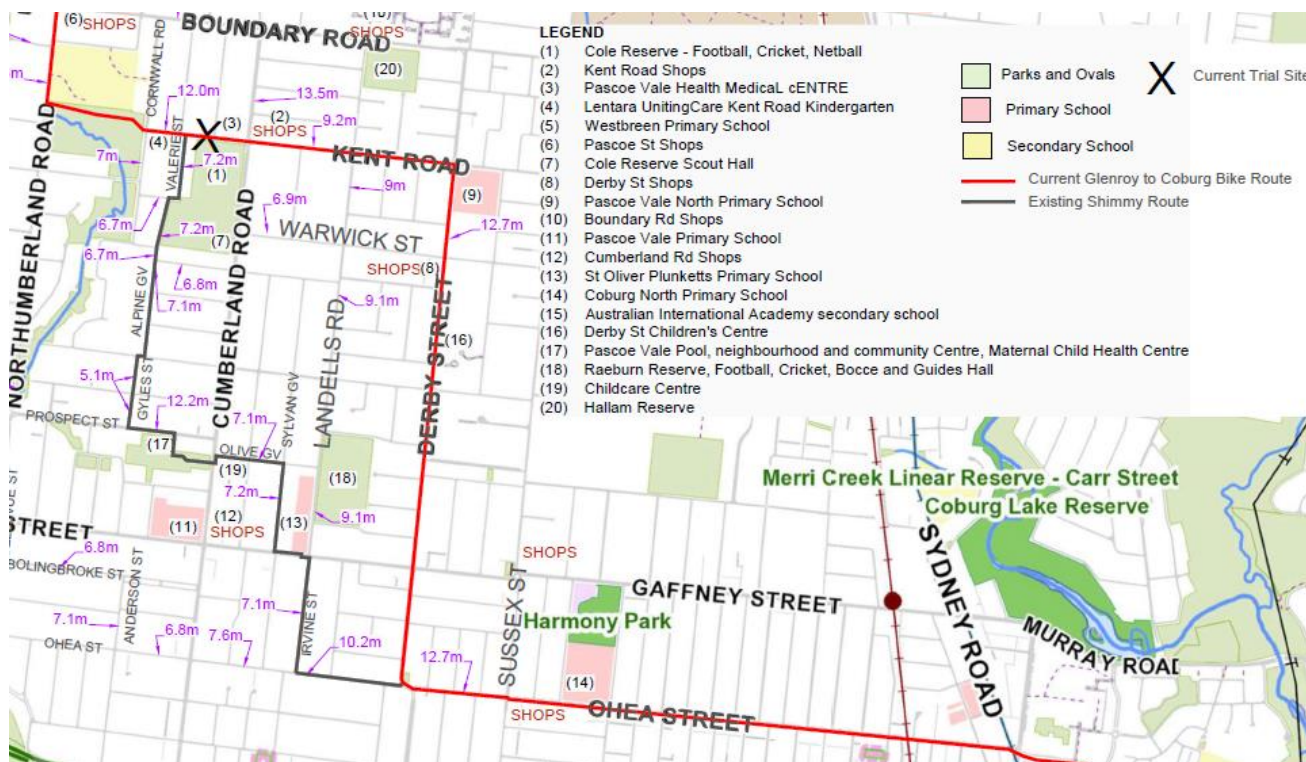 (6)
SHOPS
BOUNDARY ROAD
(10)
SHOPS
(20)
CORNWALL RD
12.0m
13.5m
(3)
(2)
SHOPS
9.2m
X
(4)
VALERIE ST
7m
7.2m
(1)
KENT ROAD
(9)
9m
6.9m
6.7m
7.2m
(7)
WARWICK ST
12.7m
SHOPS
(8)
6.7m
6.8m
7.1m
9.1m
NORTHUMBERLAND ROAD
ALPINE GV
CUMBERLAND ROAD
LANDELLS RD
DERBY STREET
(16)
5.1m
GYLES ST
12.2m
7.1m
SYLVAN GV
PROSPECT ST
(17)
OLIVE GV
(19)
7.2m
(18)
(11)
(12)
SHOPS
(13)
9.1m
STREET
6.8m
BOLINGBROKE ST
ANDERSON ST
7.1m
6.8m
7.6m
OHEA ST
7.1m
IRVINE ST
10.2m
12.7m
SUSSEX ST
SHOPS
GAFFNEY STREET
Harmony Park
(14)
SHOPS
OHEA STREET
SYDNEY ROAD
MURRAY ROAD
Merri Creek Linear Reserve - Carr Street
Coburg Lake Reserve
LEGEND
(1) Cole Reserve - Football, Cricket, Netball
(2) Kent Road Shops
(3) Pascoe Vale Health MedicaL cENTRE
(4) Lentara UnitingCare Kent Road Kindergarten
(5) Westbreen Primary School
(6) Pascoe St Shops
(7) Cole Reserve Scout Hall
(8) Derby St Shops
(9) Pascoe Vale North Primary School
(10) Boundary Rd Shops
(11) Pascoe Vale Primary School
(12) Cumberland Rd Shops
(13) St Oliver Plunketts Primary School
(14) Coburg North Primary School
(15) Australian International Academy secondary school
(16) Derby St Children's Centre
(17) Pascoe Vale Pool, neighbourhood and community Centre, Maternal Child Health Centre
(18) Raeburn Reserve, Football, Cricket, Bocce and Guides Hall
(19) Childcare Centre
(20) Hallam Reserve
Parks and Ovals
X Current Trial Site
Primary School
Secondary School
Current Glenroy to Coburg Bike Route
Existing Shimmy Route